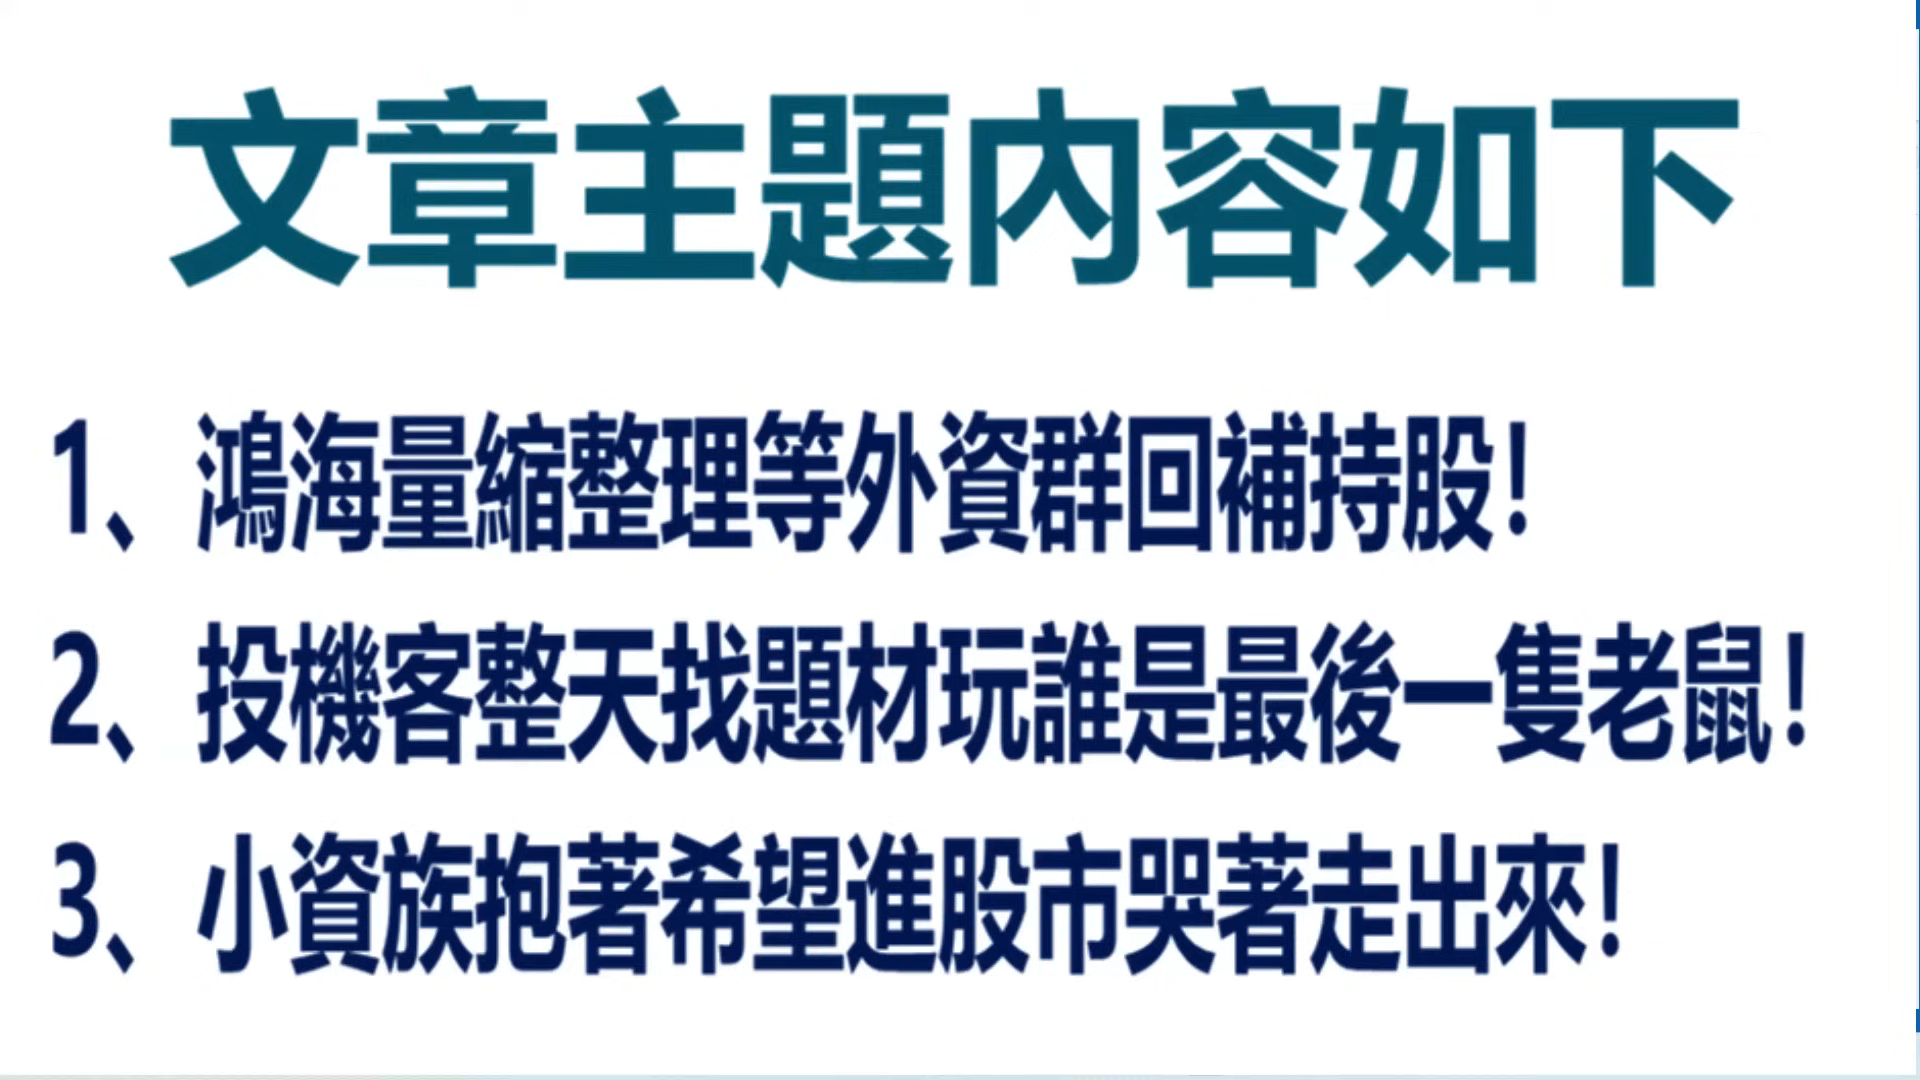 文章主題內容如下
1、鴻海量縮整理等外資群回補持股!
2、投機客整天找題材玩誰是最後一隻老鼠!
3、小資族抱著希望進股市哭著走出來!